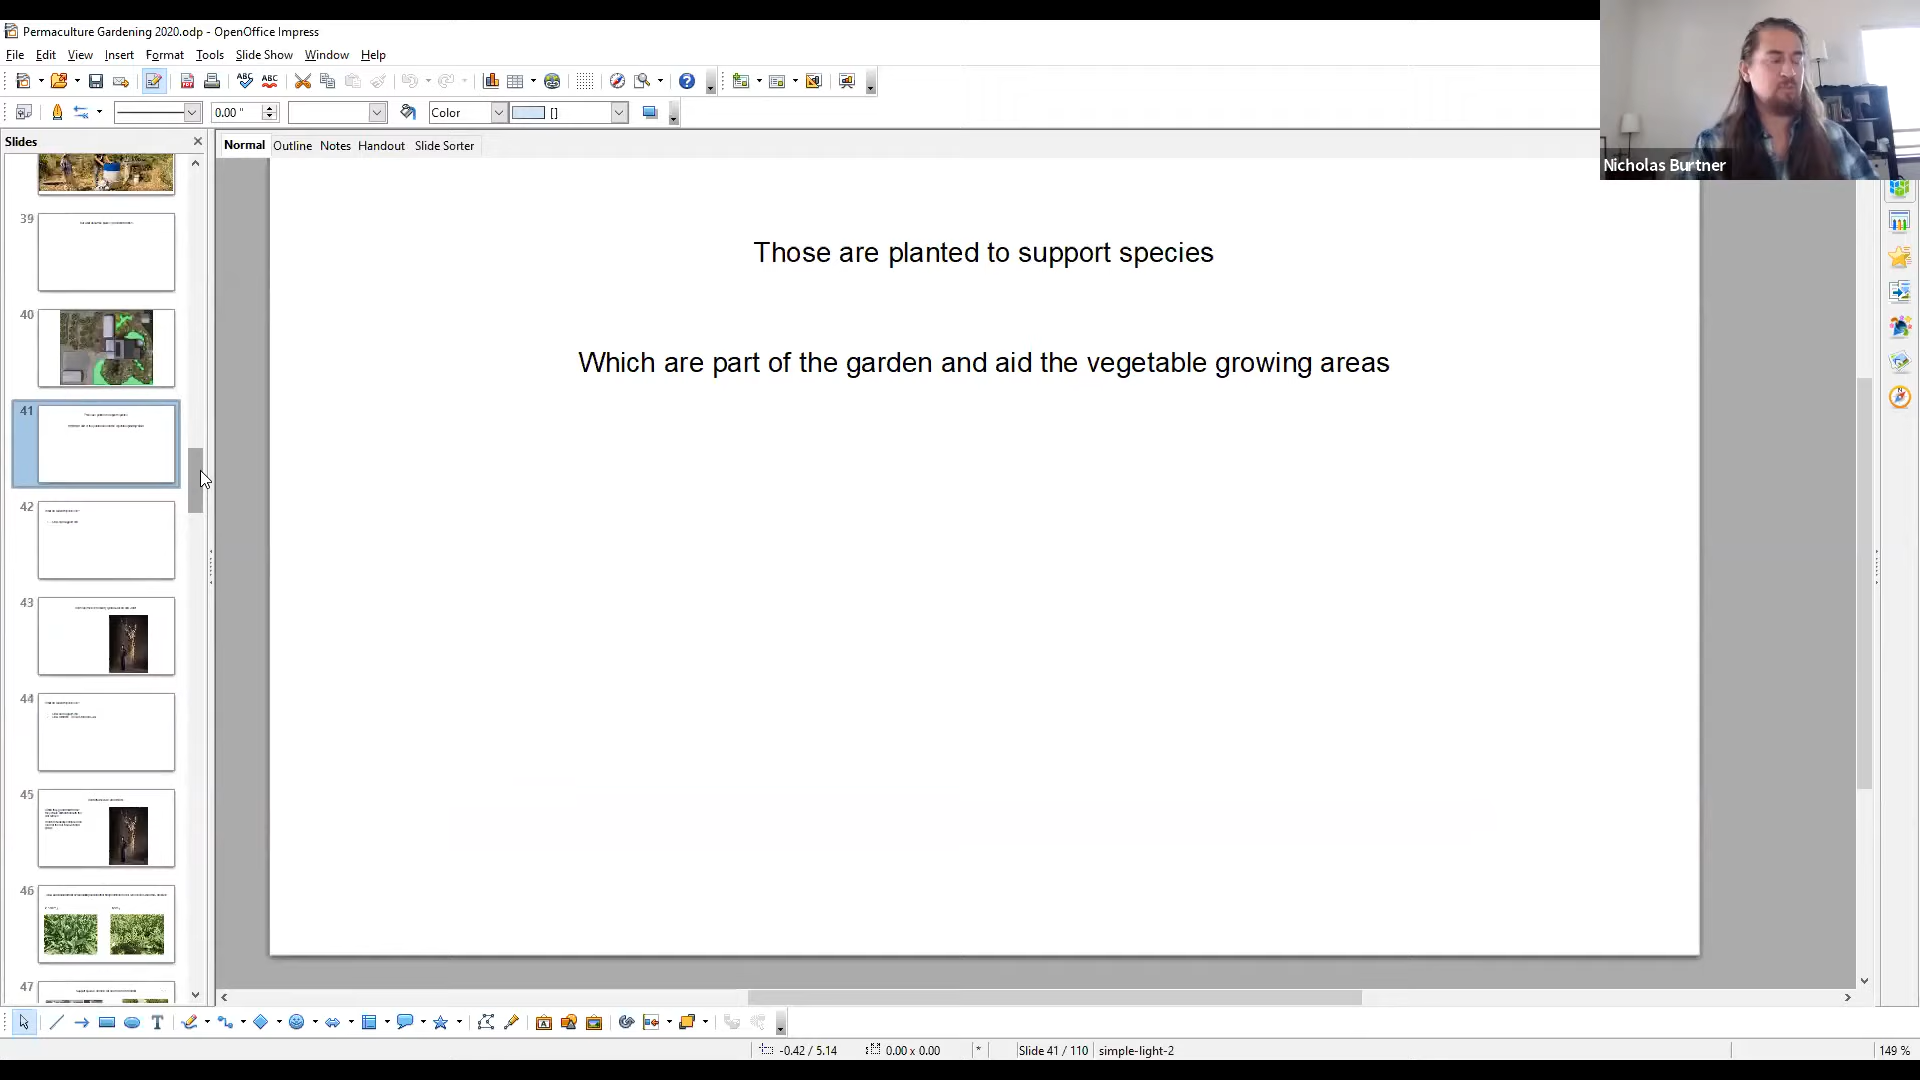 Permaculture Gardening 2020.odp - OpenOffice Impress
File Edit View Insert Format Tools Slide Show Window Help
0.00 "
Color
[]
Nicholas Burtner
Slides
Normal Outline Notes Handout Slide Sorter
39
40
41
42
43
44
45
46
47
Those are planted to support species
Which are part of the garden and aid the vegetable growing areas
-0.42 / 5.14
0.00 x 0.00
*
Slide 41 / 110
simple-light-2
149 %